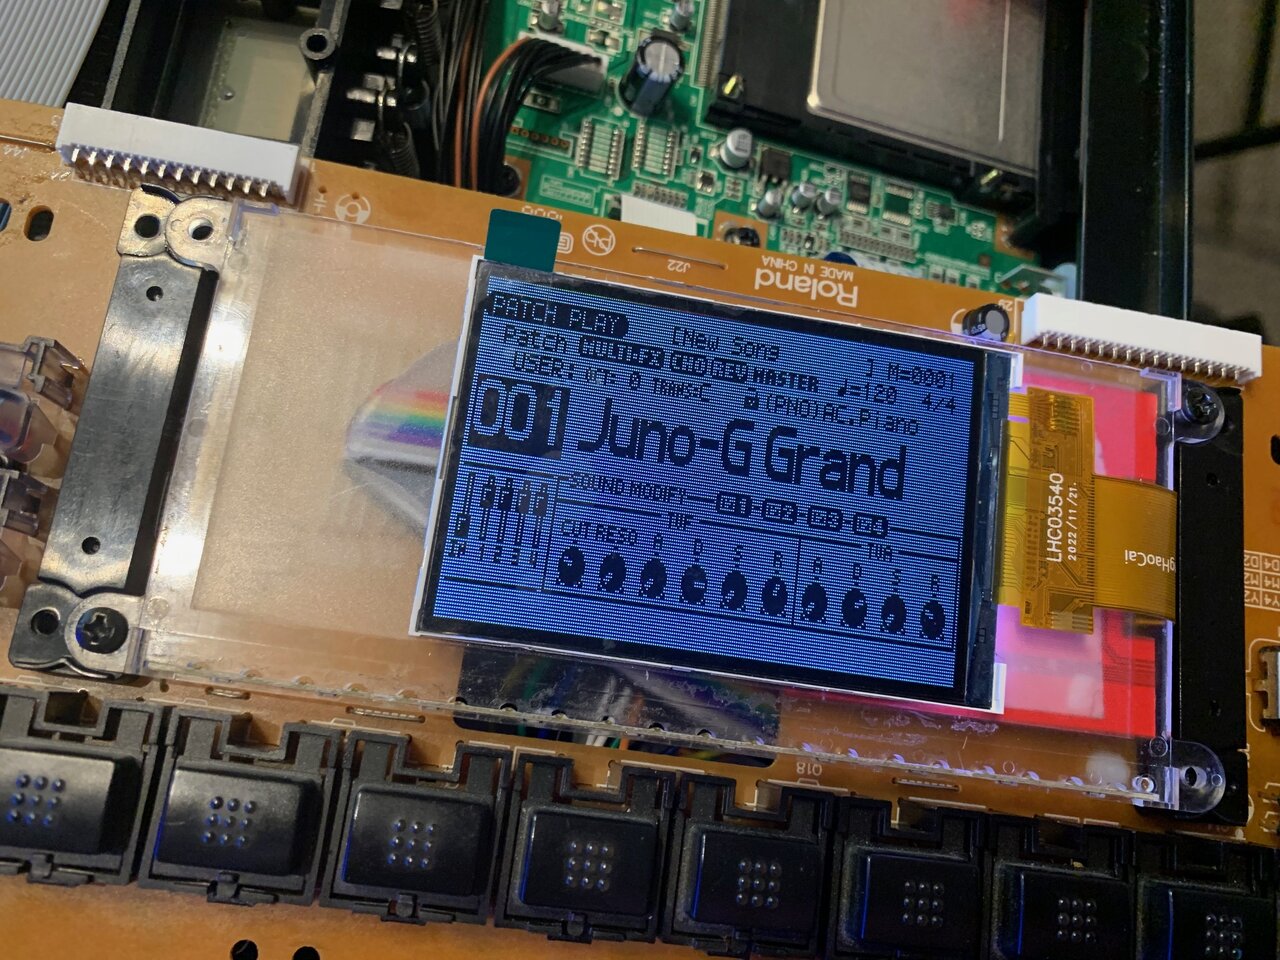 Roland
MADE IN CHINA
J22
PATCH PLAY [New Song ] M-0001
Patch MULTI-FX CHO REV MASTER ♩=120 4/4
USER: 0 (PNO)AC.Piano
001 Juno-G Grand
SOUND MODIFY
TVF
TVA
CUT RESO A D S R A D S R
1 2 3 4
LHC03540
2022/11/21.
gHaoCai
018